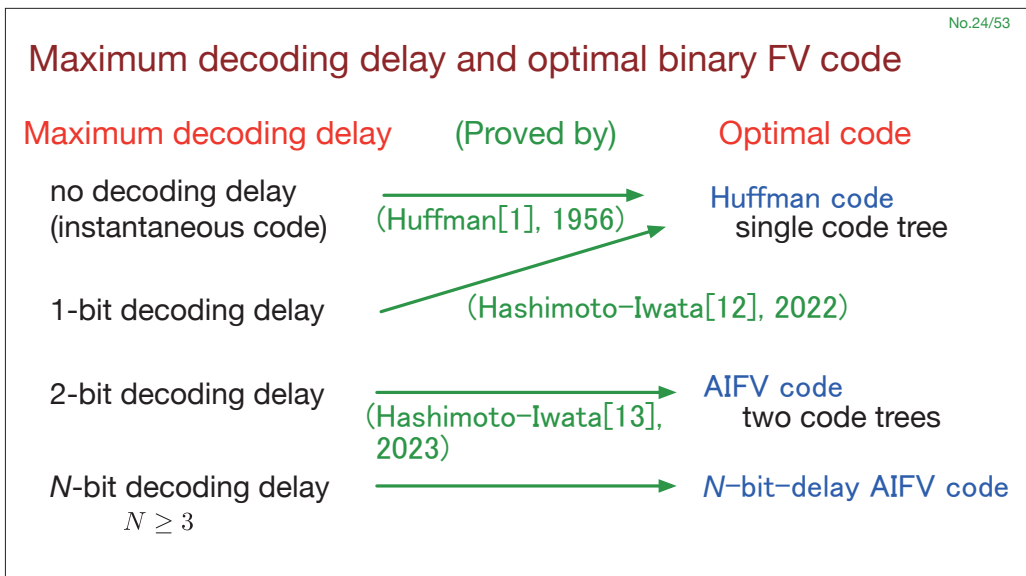 No.24/53
Maximum decoding delay and optimal binary FV code
Maximum decoding delay (Proved by) Optimal code
no decoding delay
(instantaneous code)
(Huffman[1], 1956)
Huffman code
single code tree
1-bit decoding delay
(Hashimoto-Iwata[12], 2022)
2-bit decoding delay
(Hashimoto-Iwata[13],
2023)
AIFV code
two code trees
N-bit decoding delay
N ≥ 3
N-bit-delay AIFV code